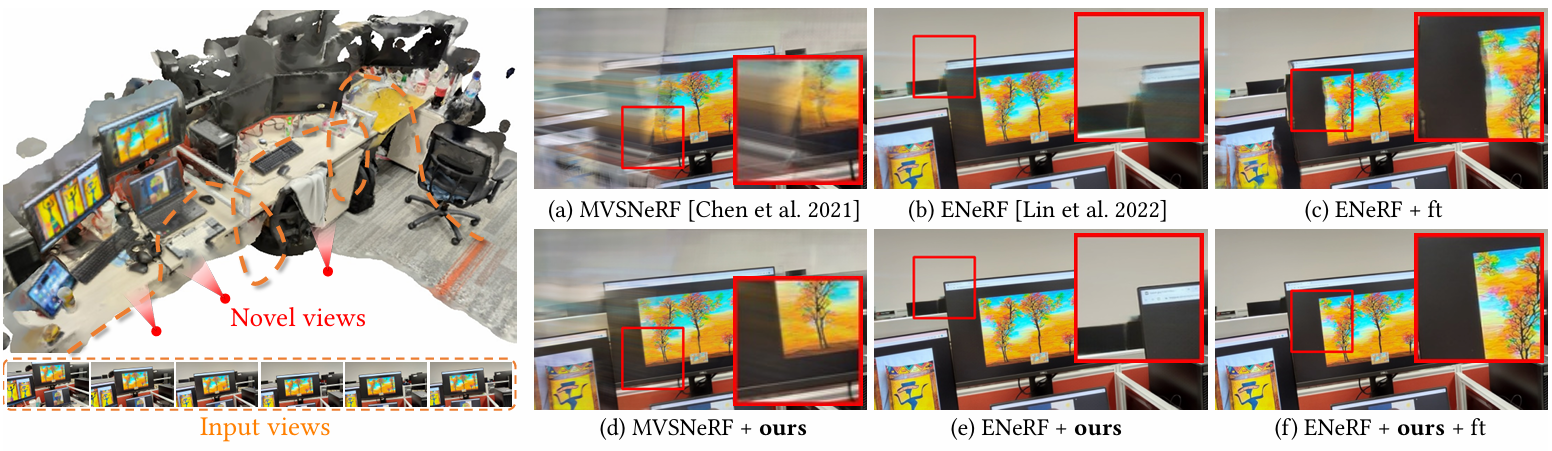 Novel views
Input views
(a) MVSNeRF [Chen et al. 2021]
(b) ENeRF [Lin et al. 2022]
(c) ENeRF + ft
(d) MVSNeRF + ours
(e) ENeRF + ours
(f) ENeRF + ours + ft